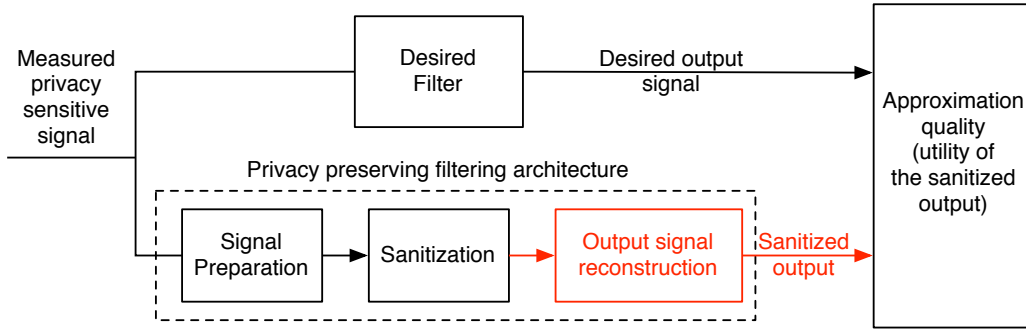 Measured
privacy
sensitive
signal
Desired
Filter
Desired output
signal
Approximation
quality
(utility of
the sanitized
output)
Privacy preserving filtering architecture
Signal
Preparation
Sanitization
Output signal
reconstruction
Sanitized
output